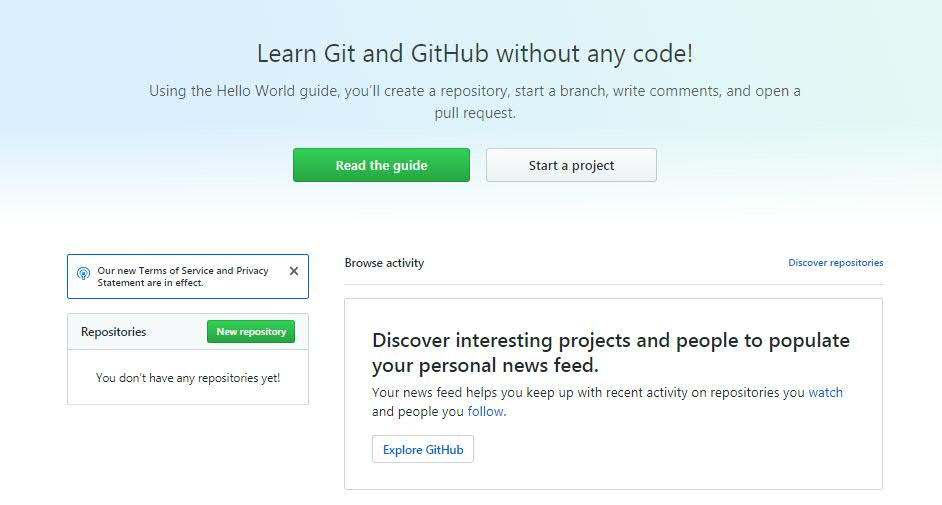 Learn Git and GitHub without any code!
Using the Hello World guide, you’ll create a repository, start a branch, write comments, and open a
pull request.
Read the guide
Start a project
Our new Terms of Service and Privacy
Statement are in effect.
Repositories
New repository
You don’t have any repositories yet!
Browse activity
Discover repositories
Discover interesting projects and people to populate
your personal news feed.
Your news feed helps you keep up with recent activity on repositories you watch
and people you follow.
Explore GitHub